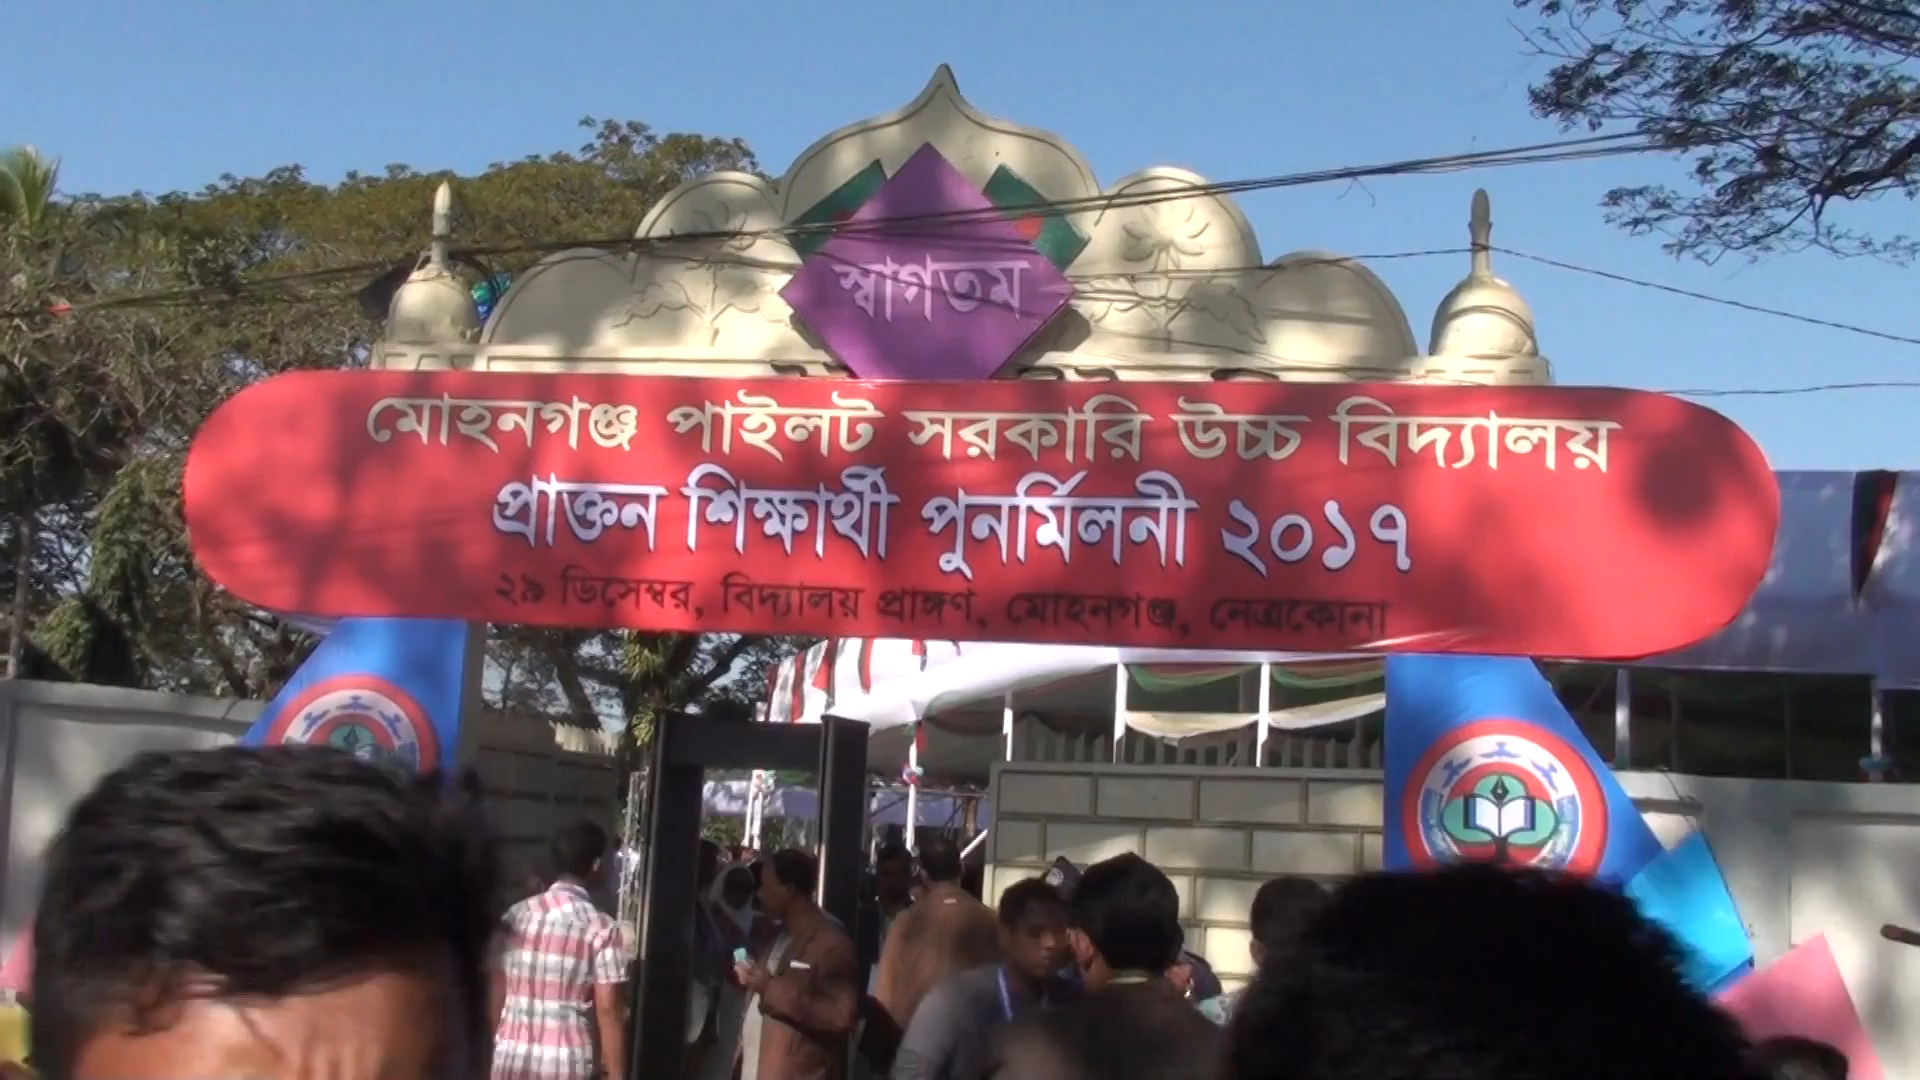 স্বাগতম
মোহনগঞ্জ পাইলট সরকারি উচ্চ বিদ্যালয়
প্রাক্তন শিক্ষার্থী পুনর্মিলনী ২০১৭
২৯ ডিসেম্বর, বিদ্যালয় প্রাঙ্গণ, মোহনগঞ্জ, নেত্রকোনা